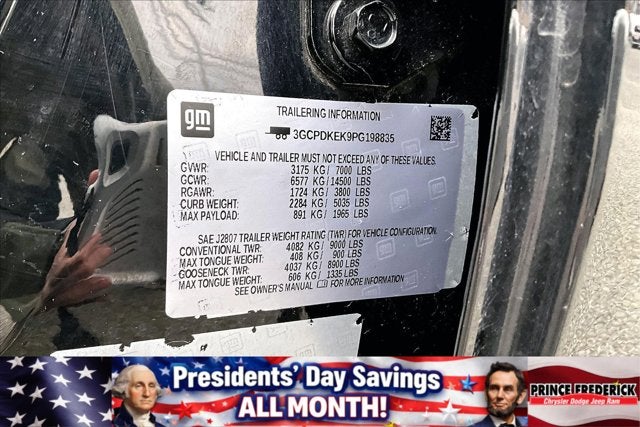 gm
TRAILERING INFORMATION
3GCPDKEK9PG198835
VEHICLE AND TRAILER MUST NOT EXCEED ANY OF THESE VALUES.
GVWR: 3175 KG / 7000 LBS
GCWR: 6577 KG / 14500 LBS
RGAWR: 1724 KG / 3800 LBS
CURB WEIGHT: 2284 KG / 5035 LBS
MAX PAYLOAD: 891 KG / 1965 LBS
SAE J2807 TRAILER WEIGHT RATING (TWR) FOR VEHICLE CONFIGURATION.
CONVENTIONAL TWR: 4082 KG / 9000 LBS
MAX TONGUE WEIGHT: 408 KG / 900 LBS
GOOSENECK TWR: 4037 KG / 8900 LBS
MAX TONGUE WEIGHT: 606 KG / 1335 LBS
SEE OWNER'S MANUAL FOR MORE INFORMATION
Presidents' Day Savings
ALL MONTH!
PRINCE FREDERICK
Chrysler Dodge Jeep Ram